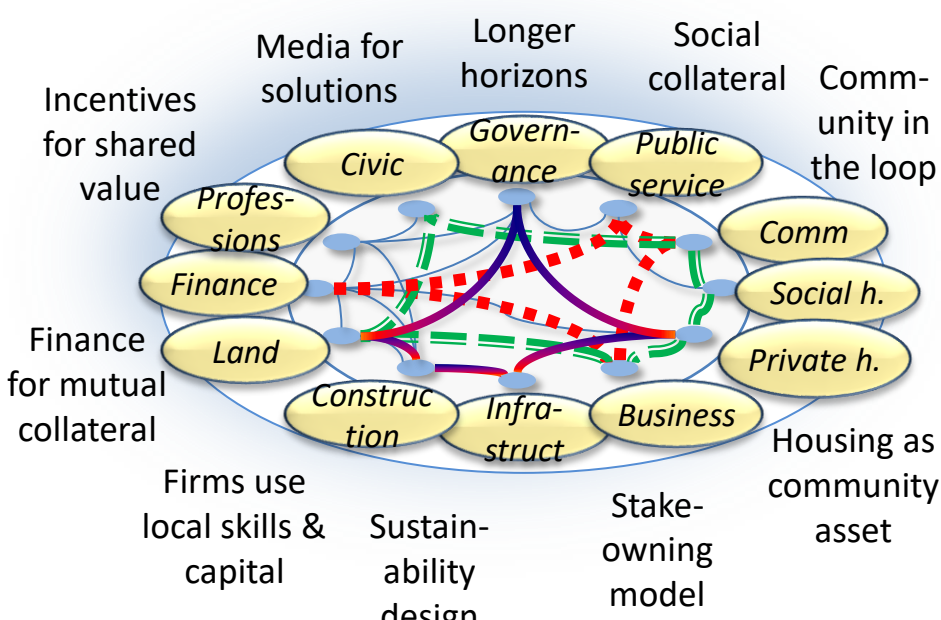 Media for
solutions
Longer
horizons
Social
collateral
Comm-
unity in
the loop
Incentives
for shared
value
Civic
Govern-
ance
Public
service
Profes-
sions
Comm
Finance
Social h.
Land
Private h.
Finance
for mutual
collateral
Construc
tion
Infra-
struct
Business
Housing as
community
asset
Firms use
local skills &
capital
Sustain-
ability
design
Stake-
owning
model